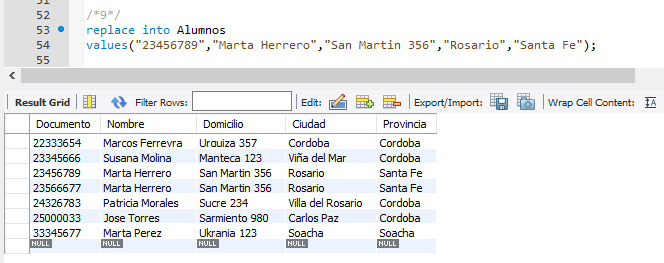 51
52 /*9*/
53 replace into Alumnos
54 values("23456789","Marta Herrero","San Martin 356","Rosario","Santa Fe");
55
Result Grid Filter Rows: Edit: Export/Import: Wrap Cell Content:
Documento Nombre Domicilio Ciudad Provincia
22333654 Marcos Ferreyra Urquiza 357 Cordoba Cordoba
23345666 Susana Molina Manteca 123 Viña del Mar Cordoba
23456789 Marta Herrero San Martin 356 Rosario Santa Fe
23566677 Marta Herrero San Martin 356 Rosario Santa Fe
24326783 Patricia Morales Sucre 234 Villa del Rosario Cordoba
25000033 Jose Torres Sarmiento 980 Carlos Paz Cordoba
33345677 Marta Perez Ukrania 123 Soacha Soacha
NULL NULL NULL NULL NULL